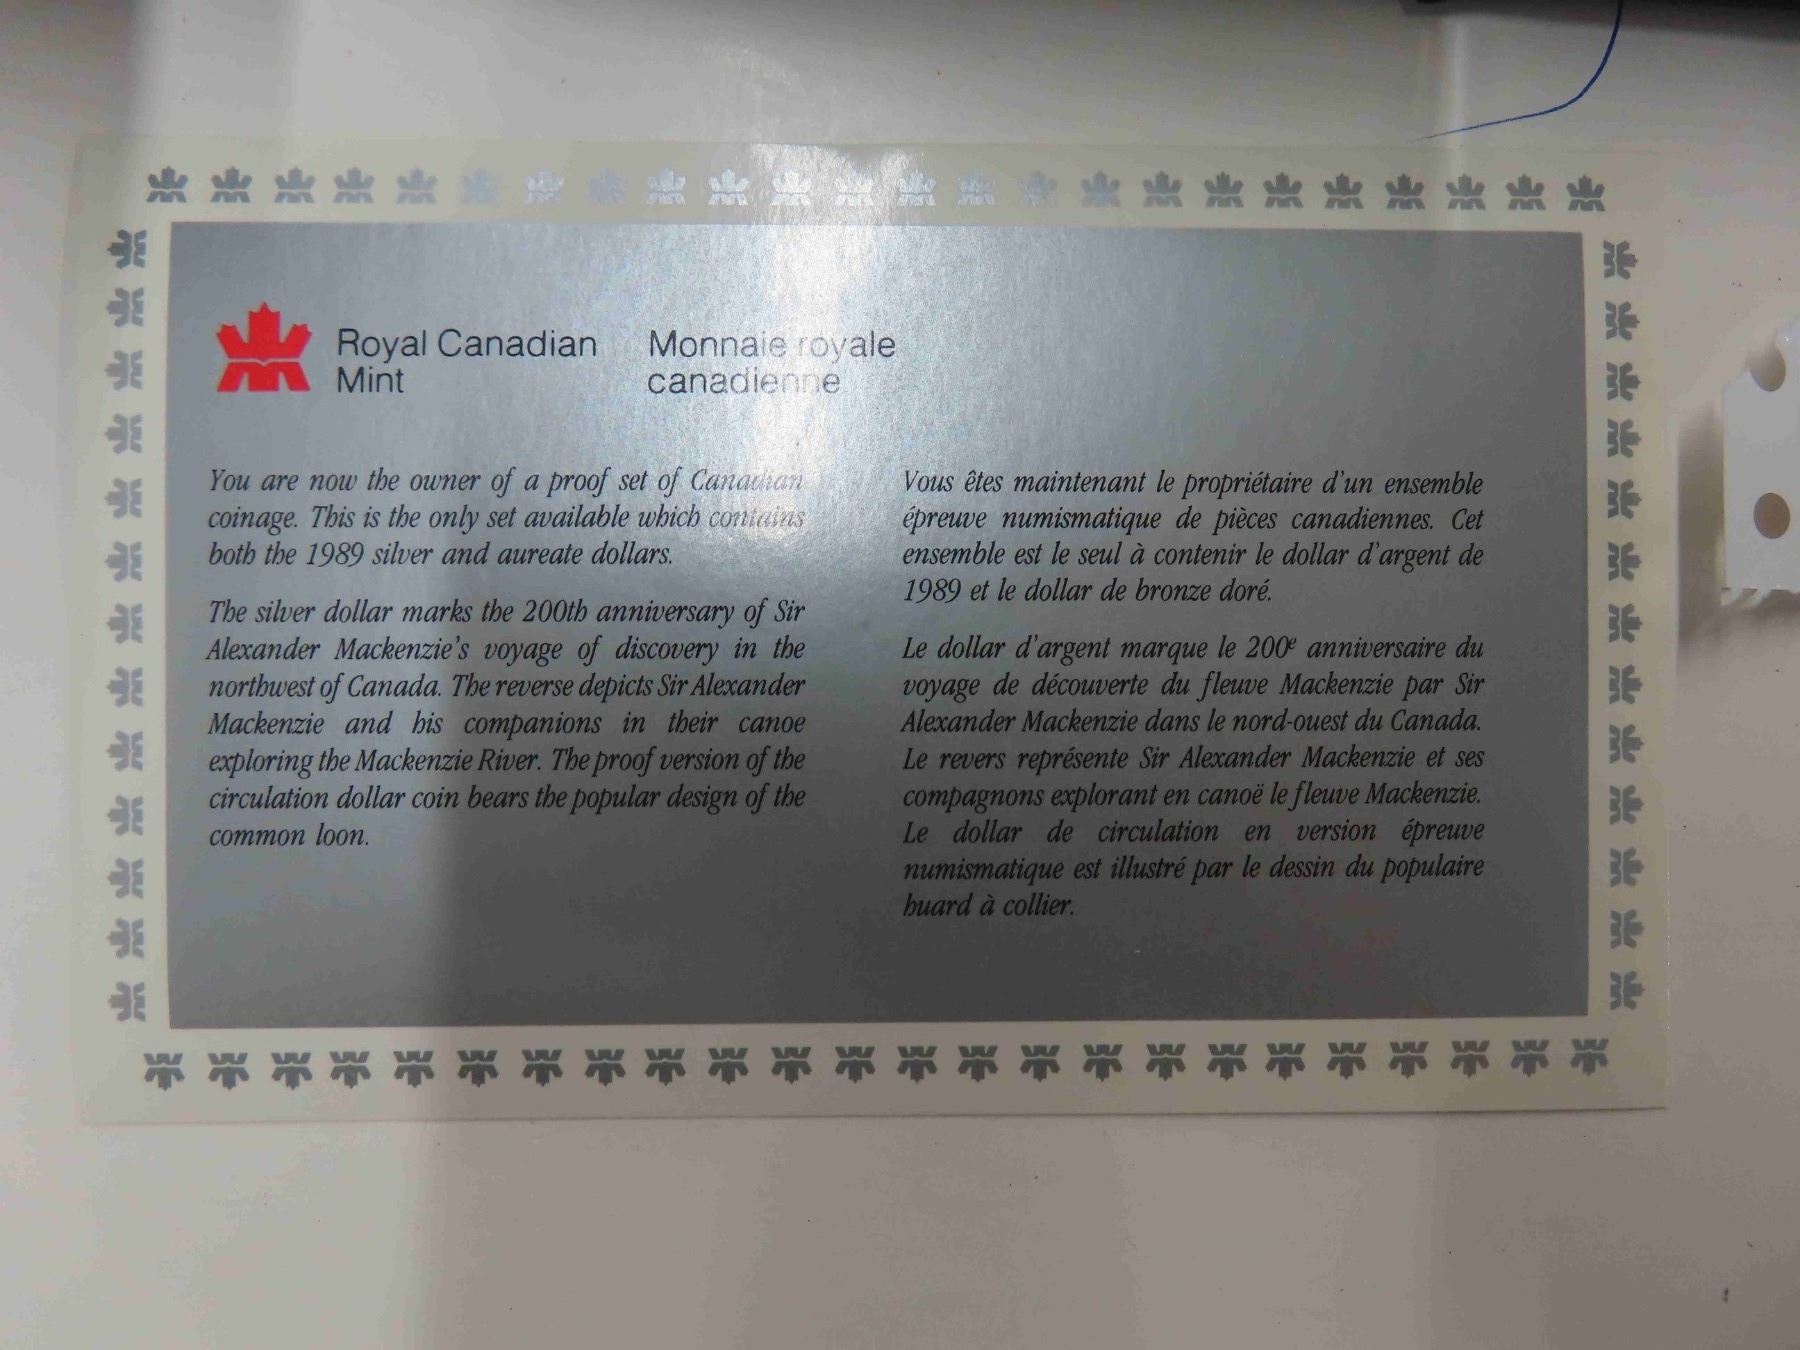 Royal Canadian
Mint
Monnaie royale
canadienne
You are now the owner of a proof set of Canadian
coinage. This is the only set available which contains
both the 1989 silver and aureate dollars.
The silver dollar marks the 200th anniversary of Sir
Alexander Mackenzie's voyage of discovery in the
northwest of Canada. The reverse depicts Sir Alexander
Mackenzie and his companions in their canoe
exploring the Mackenzie River. The proof version of the
circulation dollar coin bears the popular design of the
common loon.
Vous êtes maintenant le propriétaire d'un ensemble
épreuve numismatique de pièces canadiennes. Cet
ensemble est le seul à contenir le dollar d'argent de
1989 et le dollar de bronze doré.
Le dollar d'argent marque le 200e anniversaire du
voyage de découverte du fleuve Mackenzie par Sir
Alexander Mackenzie dans le nord-ouest du Canada.
Le revers représente Sir Alexander Mackenzie et ses
compagnons explorant en canoë le fleuve Mackenzie.
Le dollar de circulation en version épreuve
numismatique est illustré par le dessin du populaire
huard à collier.